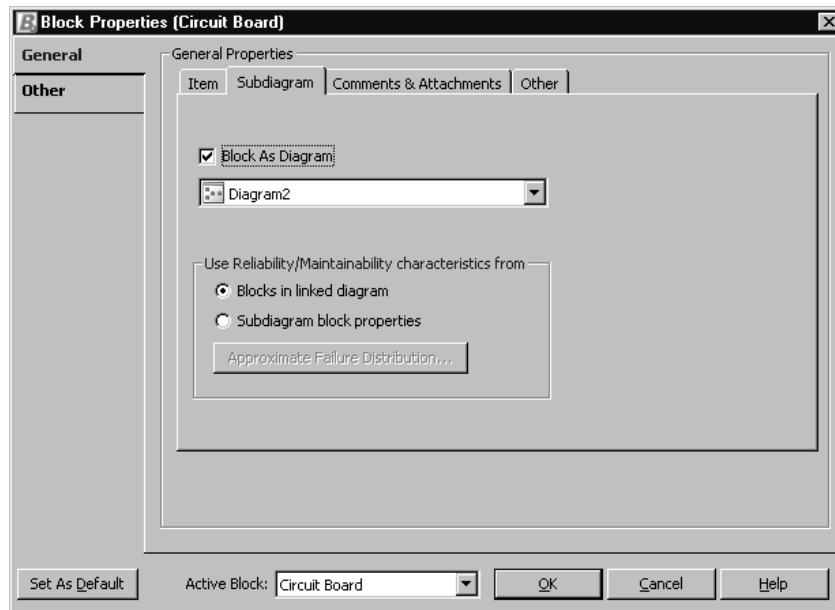 Block Properties (Circuit Board)
General
Other
General Properties
Item Subdiagram Comments & Attachments Other
Block As Diagram
Diagram2
Use Reliability/Maintainability characteristics from
Blocks in linked diagram
Subdiagram block properties
Approximate Failure Distribution...
Set As Default Active Block: Circuit Board OK Cancel Help